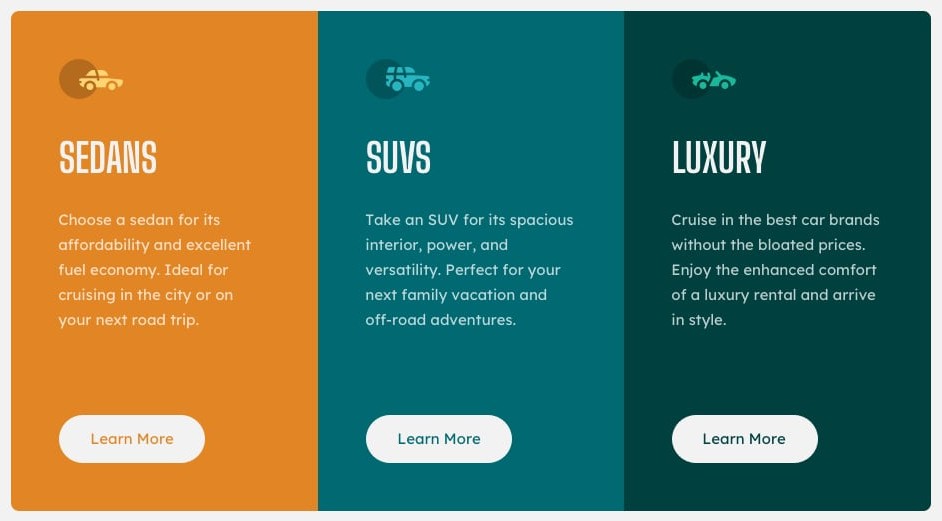 SEDANS
Choose a sedan for its
affordability and excellent
fuel economy. Ideal for
cruising in the city or on
your next road trip.
Learn More
SUVS
Take an SUV for its spacious
interior, power, and
versatility. Perfect for your
next family vacation and
off-road adventures.
Learn More
LUXURY
Cruise in the best car brands
without the bloated prices.
Enjoy the enhanced comfort
of a luxury rental and arrive
in style.
Learn More